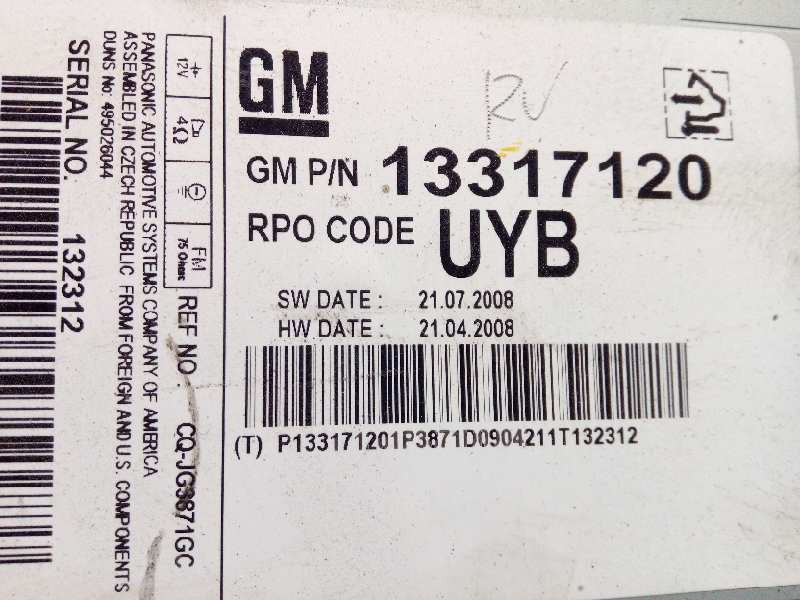 GM
RV
GM P/N 13317120
RPO CODE UYB
SW DATE : 21.07.2008
HW DATE : 21.04.2008
(T) P133171201P3871D0904211T132312
12V
4Ω
FM
75 Ohms
REF NO. CQ-JG3871GC
PANASONIC AUTOMOTIVE SYSTEMS COMPANY OF AMERICA
ASSEMBLED IN CZECH REPUBLIC FROM FOREIGN AND U.S. COMPONENTS
DUNS No: 495026044
SERIAL NO. 132312